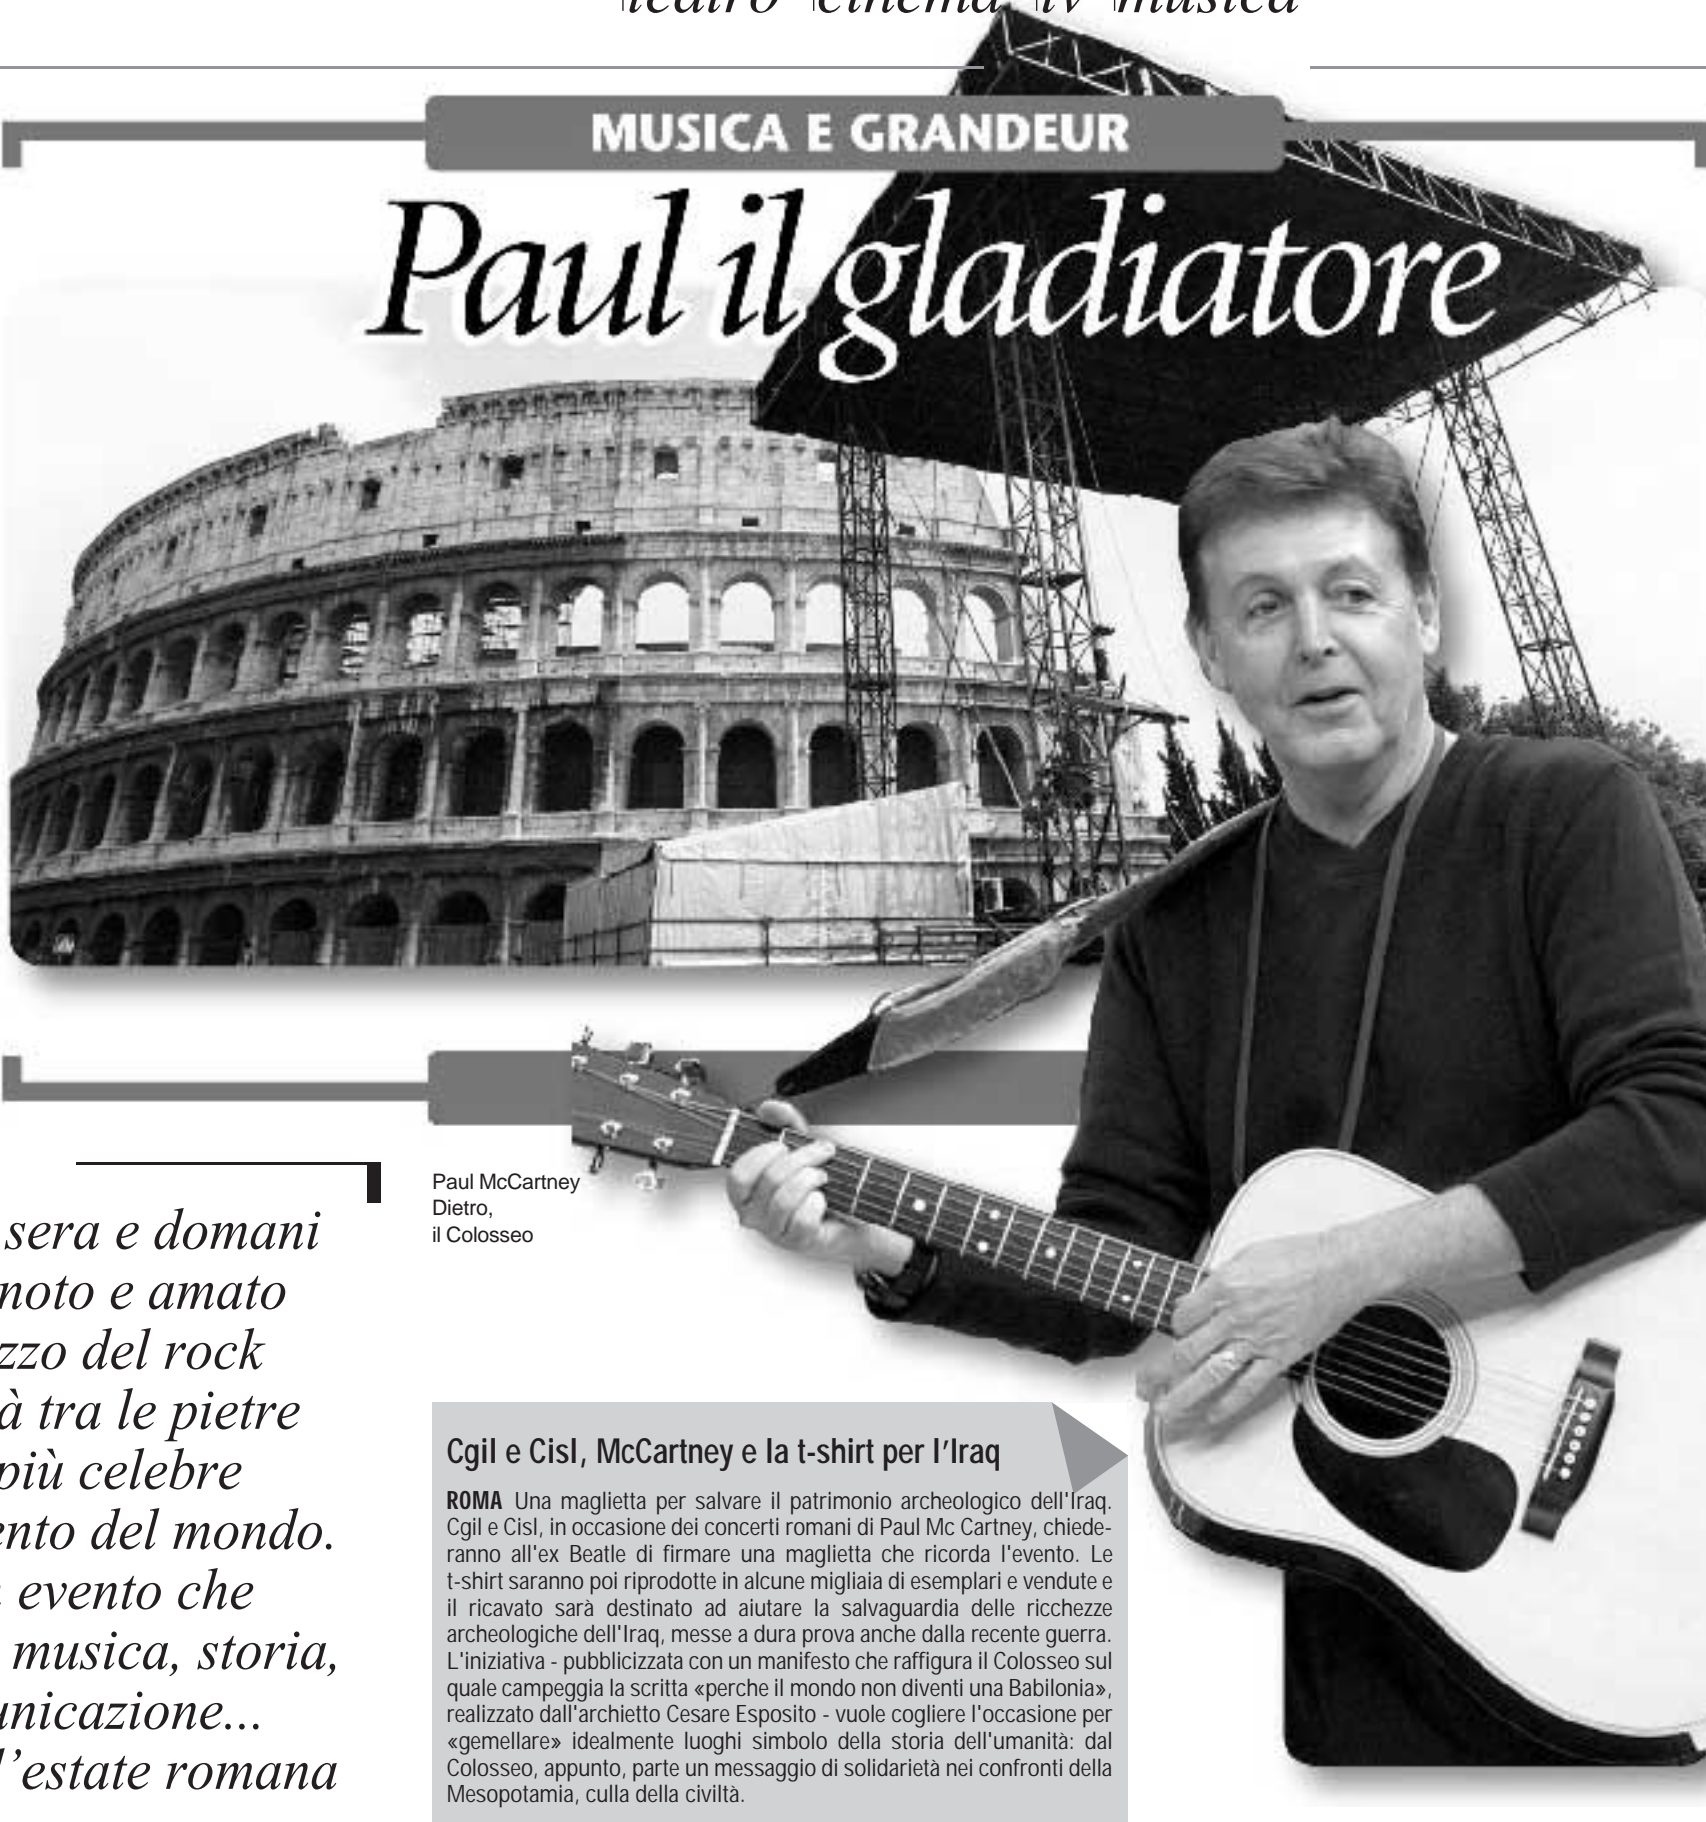 teatro cinema tv musica
MUSICA E GRANDEUR
Paul il gladiatore
Paul McCartney
Dietro,
il Colosseo
sera e domani
noto e amato
zzo del rock
à tra le pietre
più celebre
ento del mondo.
evento che
musica, storia,
unicazione...
l’estate romana
Cgil e Cisl, McCartney e la t-shirt per l’Iraq
ROMA Una maglietta per salvare il patrimonio archeologico dell'Iraq.
Cgil e Cisl, in occasione dei concerti romani di Paul Mc Cartney, chiede-
ranno all'ex Beatle di firmare una maglietta che ricorda l'evento. Le
t-shirt saranno poi riprodotte in alcune migliaia di esemplari e vendute e
il ricavato sarà destinato ad aiutare la salvaguardia delle ricchezze
archeologiche dell'Iraq, messe a dura prova anche dalla recente guerra.
L'iniziativa - pubblicizzata con un manifesto che raffigura il Colosseo sul
quale campeggia la scritta «perche il mondo non diventi una Babilonia»,
realizzato dall'archietto Cesare Esposito - vuole cogliere l'occasione per
«gemellare» idealmente luoghi simbolo della storia dell'umanità: dal
Colosseo, appunto, parte un messaggio di solidarietà nei confronti della
Mesopotamia, culla della civiltà.